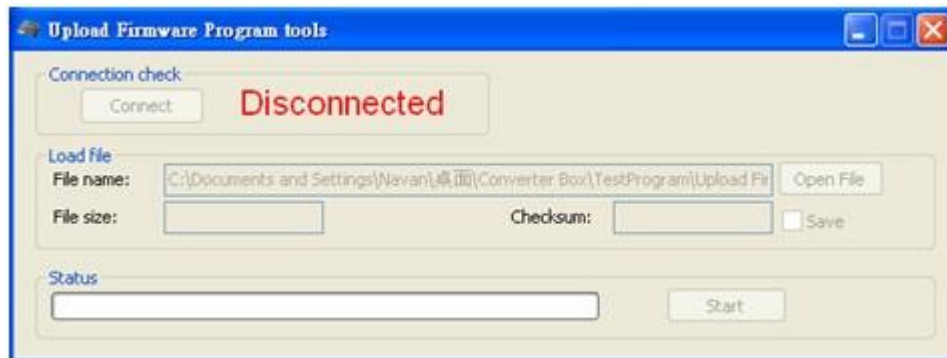 Upload Firmware Program tools
Connection check
Connect Disconnected
Load file
File name: C:\Documents and Settings\Navan\桌面\Converter Box\TestProgram\Upload Fir Open File
File size: Checksum: Save
Status
Start